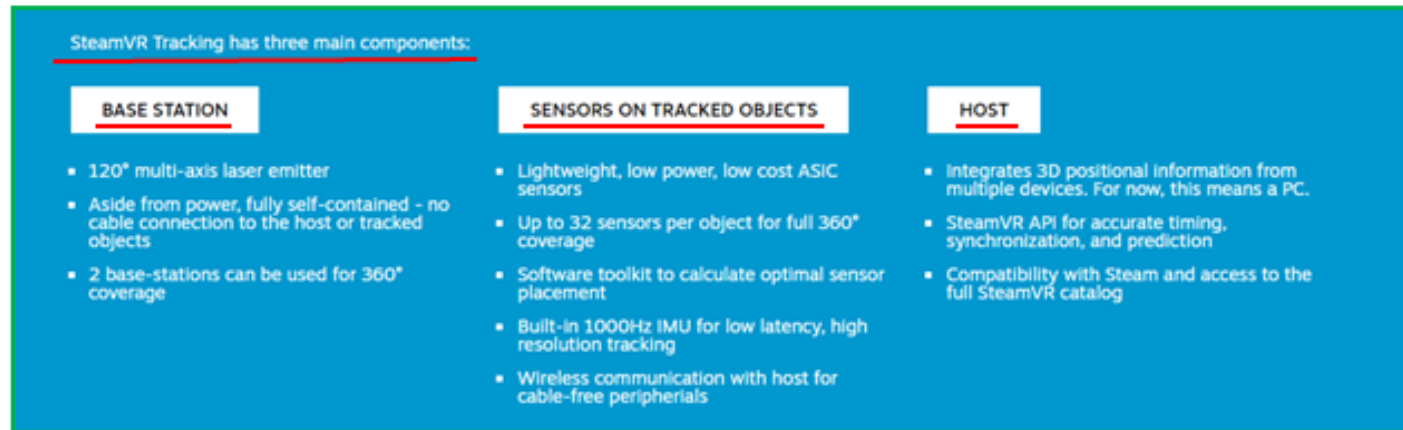 SteamVR Tracking has three main components:
BASE STATION
120° multi-axis laser emitter
Aside from power, fully self-contained - no
cable connection to the host or tracked
objects
2 base-stations can be used for 360°
coverage
SENSORS ON TRACKED OBJECTS
Lightweight, low power, low cost ASIC
sensors
Up to 32 sensors per object for full 360°
coverage
Software toolkit to calculate optimal sensor
placement
Built-in 1000Hz IMU for low latency, high
resolution tracking
Wireless communication with host for
cable-free peripherials
HOST
Integrates 3D positional information from
multiple devices. For now, this means a PC.
SteamVR API for accurate timing,
synchronization, and prediction
Compatibility with Steam and access to the
full SteamVR catalog